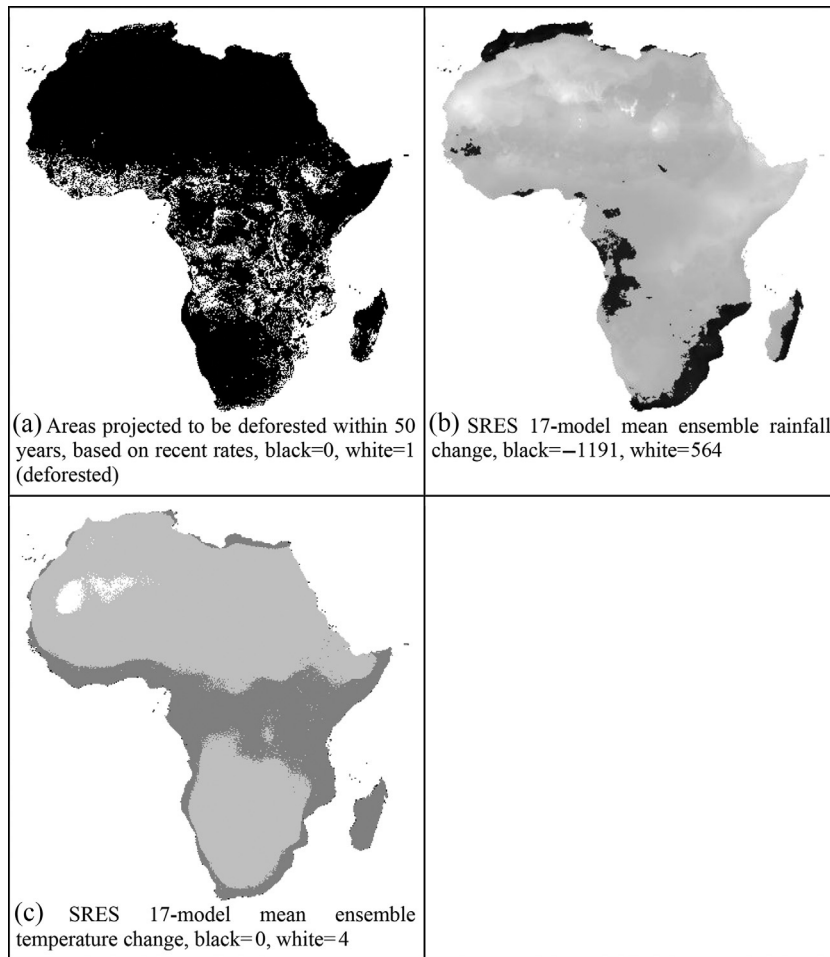 (a) Areas projected to be deforested within 50
years, based on recent rates, black=0, white=1
(deforested)
(b) SRES 17-model mean ensemble rainfall
change, black=−1191, white=564
(c) SRES 17-model mean ensemble
temperature change, black=0, white=4